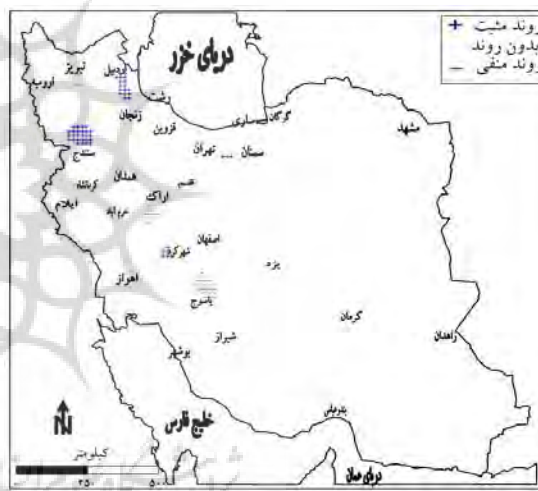 روند مثبت
بدون روند
روند منفی
دریای خزر
تبریز
اردبیل
ارومیه
رشت
زنجان
قزوین
ساری
گرگان
مشهد
سنندج
تهران
سمنان
همدان
کرمانشاه
قم
اراک
ایلام
خرم آباد
اصفهان
شهرکرد
یزد
اهواز
یاسوج
کرمان
زاهدان
شیراز
بوشهر
خلیج فارس
بندرعباس
دریای عمان
N
کیلومتر
۲۵۰
۵۰۰